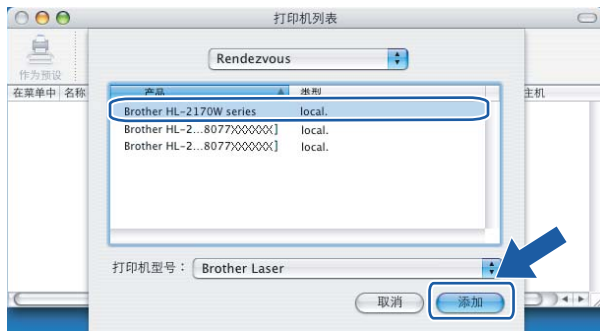 打印机列表
作为预设
在菜单中 名称
主机
Rendezvous
产品 类型
Brother HL-2170W series local.
Brother HL-2...8077XXXXXX] local.
Brother HL-2...8077XXXXXX] local.
打印机型号： Brother Laser
取消 添加